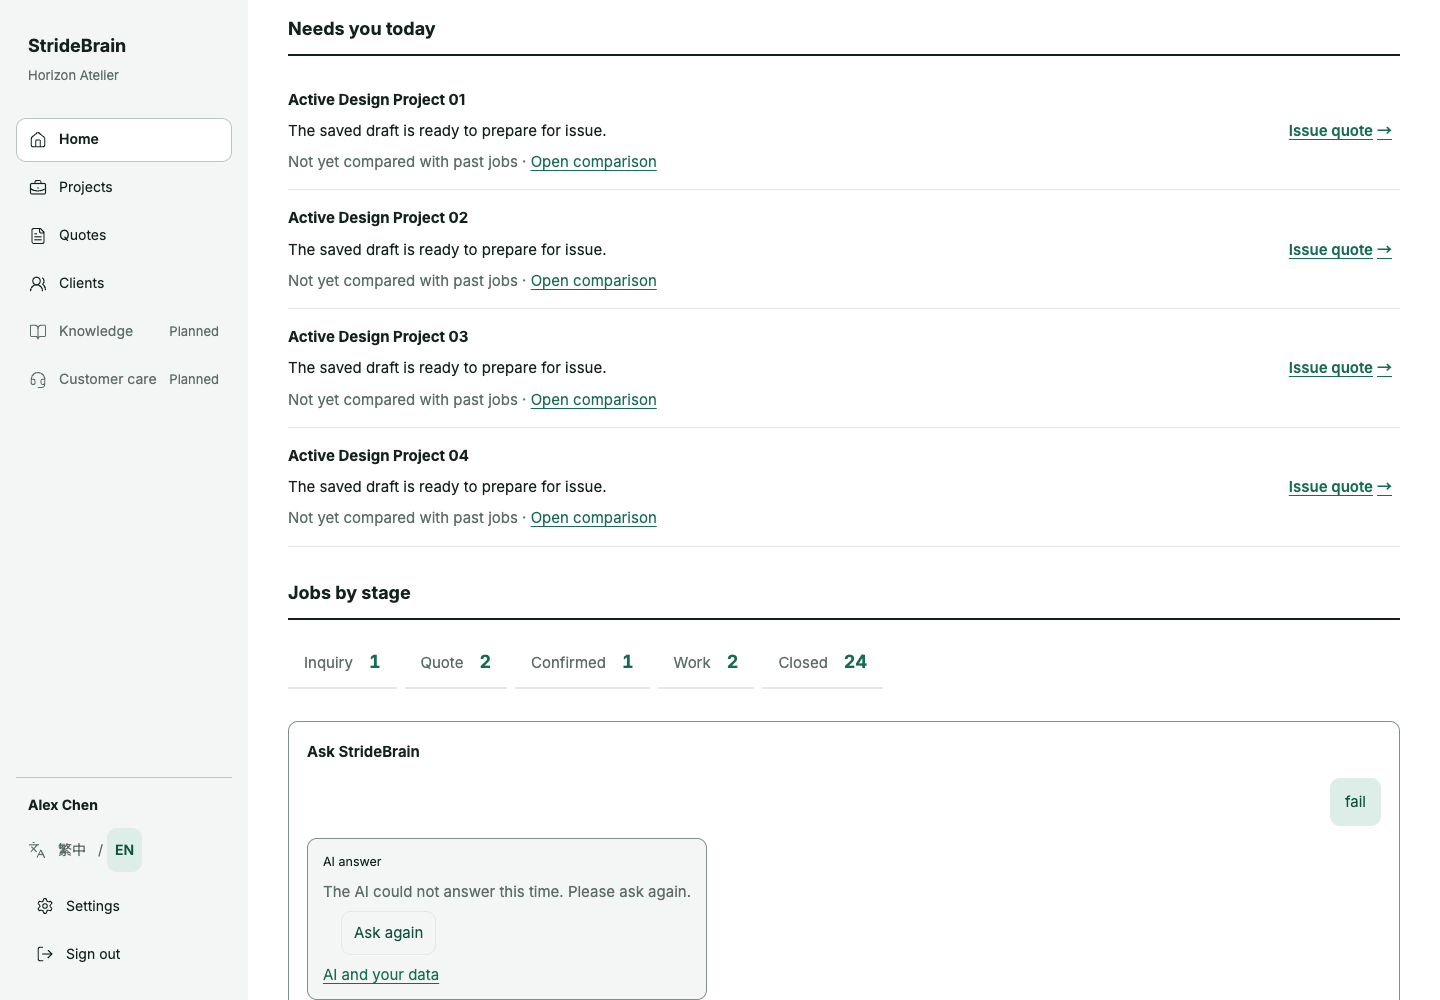 StrideBrain
Horizon Atelier
Home
Projects
Quotes
Clients
Knowledge Planned
Customer care Planned
Alex Chen
繁中 / EN
Settings
Sign out
Needs you today
Active Design Project 01
The saved draft is ready to prepare for issue.
Issue quote →
Not yet compared with past jobs · Open comparison
Active Design Project 02
The saved draft is ready to prepare for issue.
Issue quote →
Not yet compared with past jobs · Open comparison
Active Design Project 03
The saved draft is ready to prepare for issue.
Issue quote →
Not yet compared with past jobs · Open comparison
Active Design Project 04
The saved draft is ready to prepare for issue.
Issue quote →
Not yet compared with past jobs · Open comparison
Jobs by stage
Inquiry 1 Quote 2 Confirmed 1 Work 2 Closed 24
Ask StrideBrain
fail
AI answer
The AI could not answer this time. Please ask again.
Ask again
AI and your data